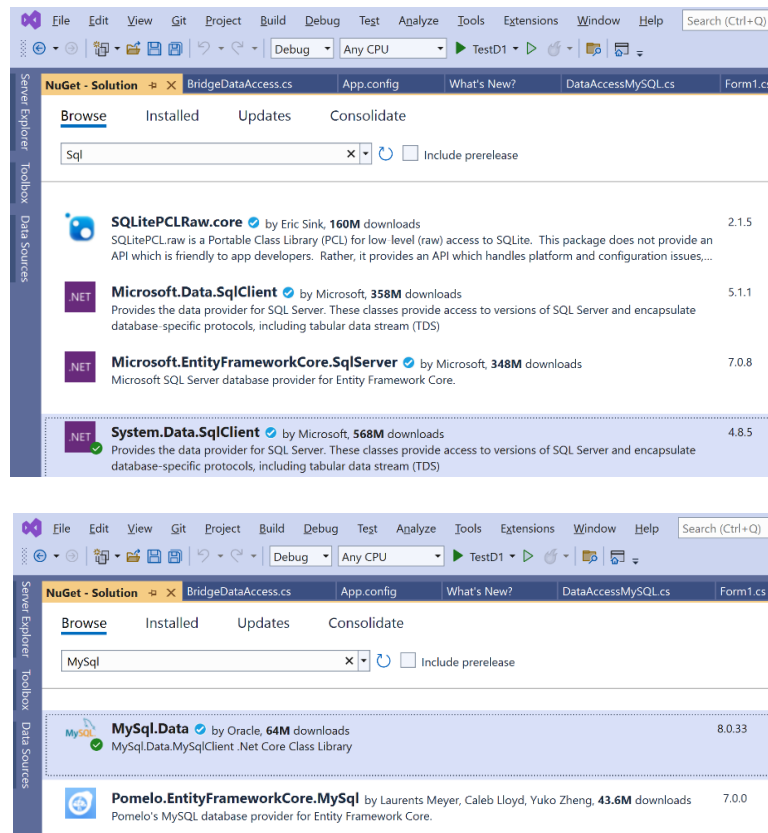 File Edit View Git Project Build Debug Test Analyze Tools Extensions Window Help Search (Ctrl+Q)
Debug Any CPU TestD1
NuGet - Solution BridgeDataAccess.cs App.config What's New? DataAccessMySQL.cs Form1.cs
Server Explorer
Toolbox
Data Sources
Browse Installed Updates Consolidate
Sql Include prerelease
SQLitePCLRaw.core by Eric Sink, 160M downloads 2.1.5
SQLitePCL.raw is a Portable Class Library (PCL) for low-level (raw) access to SQLite. This package does not provide an
API which is friendly to app developers. Rather, it provides an API which handles platform and configuration issues,...
.NET
Microsoft.Data.SqlClient by Microsoft, 358M downloads 5.1.1
Provides the data provider for SQL Server. These classes provide access to versions of SQL Server and encapsulate
database-specific protocols, including tabular data stream (TDS)
.NET
Microsoft.EntityFrameworkCore.SqlServer by Microsoft, 348M downloads 7.0.8
Microsoft SQL Server database provider for Entity Framework Core.
.NET
System.Data.SqlClient by Microsoft, 568M downloads 4.8.5
Provides the data provider for SQL Server. These classes provide access to versions of SQL Server and encapsulate
database-specific protocols, including tabular data stream (TDS)
File Edit View Git Project Build Debug Test Analyze Tools Extensions Window Help Search (Ctrl+Q)
Debug Any CPU TestD1
NuGet - Solution BridgeDataAccess.cs App.config What's New? DataAccessMySQL.cs Form1.cs
Server Explorer
Toolbox
Data Sources
Browse Installed Updates Consolidate
MySql Include prerelease
MySQL
MySql.Data by Oracle, 64M downloads 8.0.33
MySql.Data.MySqlClient .Net Core Class Library
Pomelo.EntityFrameworkCore.MySql by Laurents Meyer, Caleb Lloyd, Yuko Zheng, 43.6M downloads 7.0.0
Pomelo's MySQL database provider for Entity Framework Core.